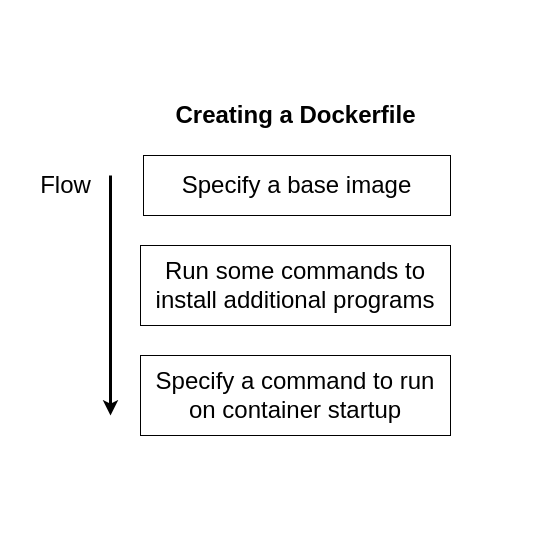 Creating a Dockerfile
Flow
Specify a base image
Run some commands to
install additional programs
Specify a command to run
on container startup